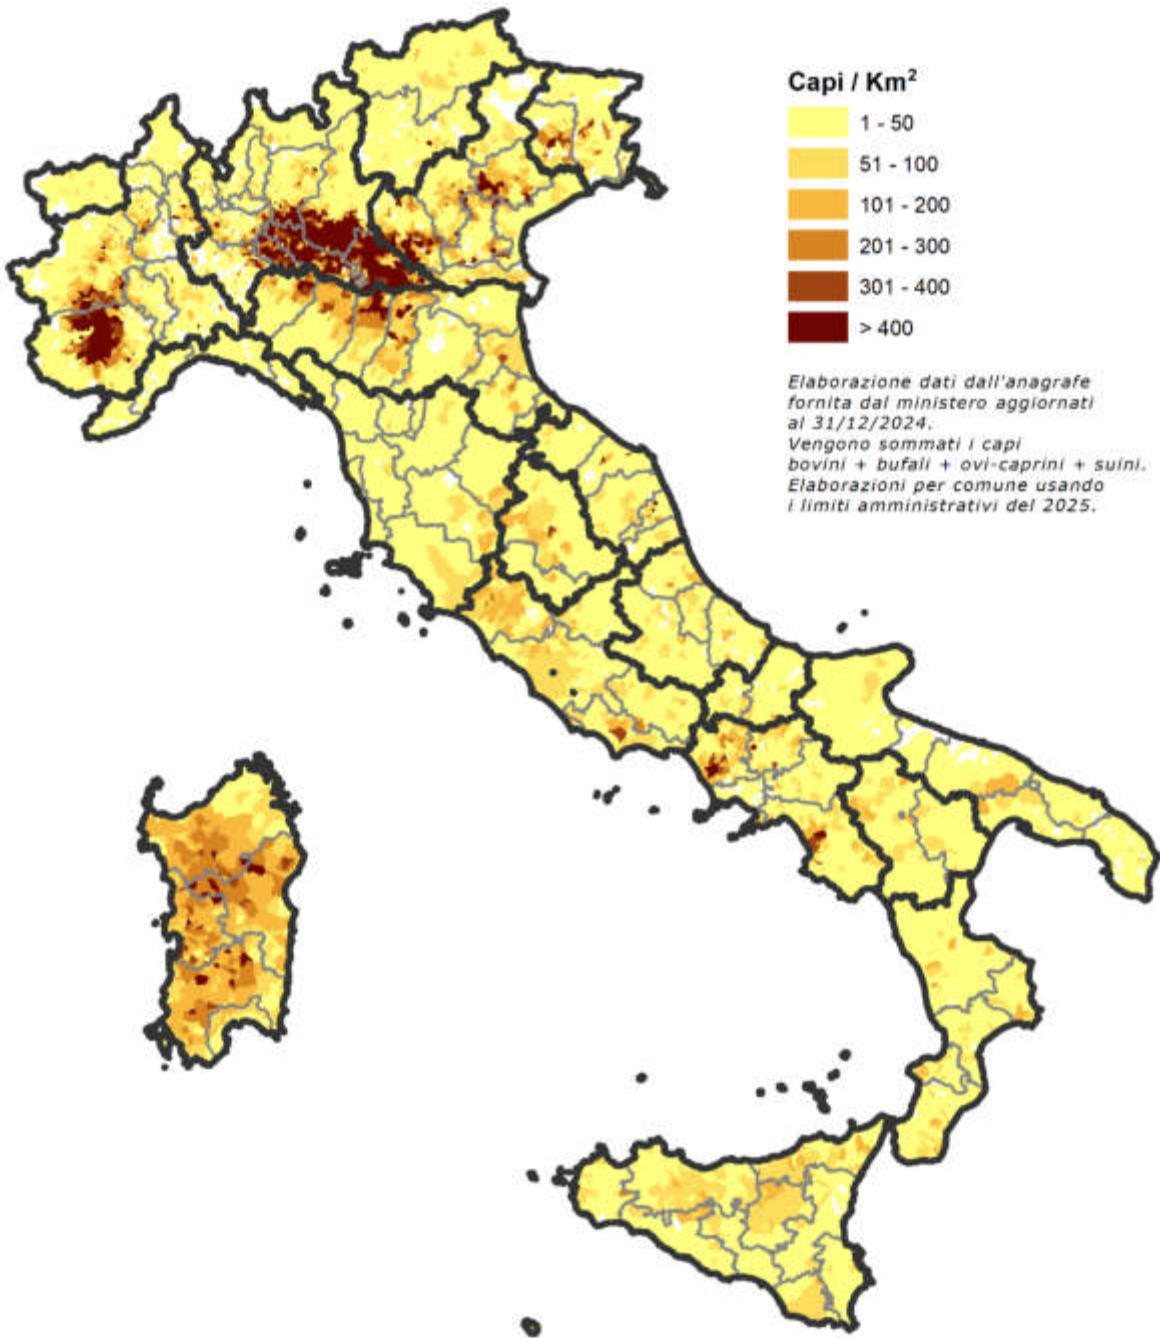 Capi / Km²
1 - 50
51 - 100
101 - 200
201 - 300
301 - 400
> 400
Elaborazione dati dall'anagrafe
fornita dal ministero aggiornati
al 31/12/2024.
Vengono sommati i capi
bovini + bufali + ovi-caprini + suini.
Elaborazioni per comune usando
i limiti amministrativi del 2025.